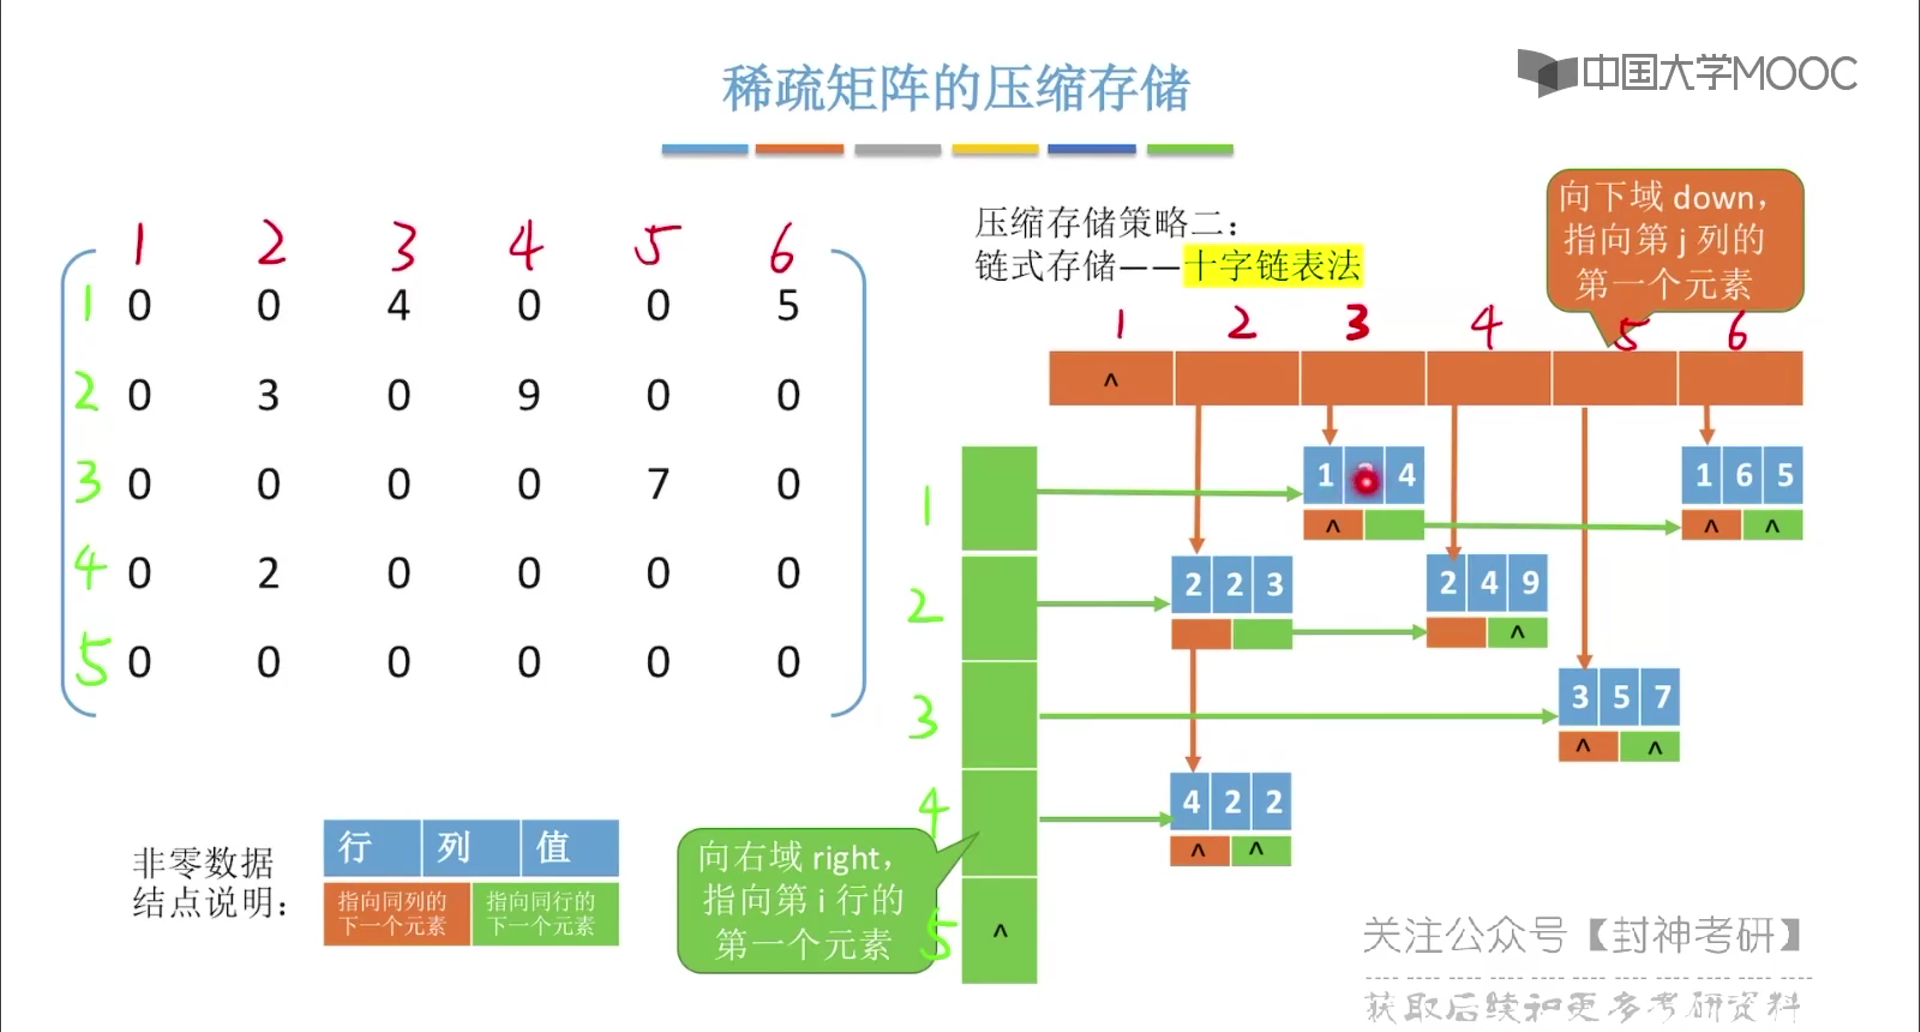 稀疏矩阵的压缩存储
中国大学MOOC
1 2 3 4 5 6
1 0 0 4 0 0 5
2 0 3 0 9 0 0
3 0 0 0 0 7 0
4 0 2 0 0 0 0
5 0 0 0 0 0 0
压缩存储策略二：
链式存储——十字链表法
向下域 down，
指向第 j 列的
第一个元素
1 2 3 4 5 6
^
1
1 4
^
1 6 5
^ ^
2
2 2 3
2 4 9
^
3
3 5 7
^ ^
4
4 2 2
^ ^
5 ^
向右域 right，
指向第 i 行的
第一个元素
非零数据
结点说明：
行 列 值
指向同列的
下一个元素
指向同行的
下一个元素
关注公众号【封神考研】
获取后续和更多考研资料